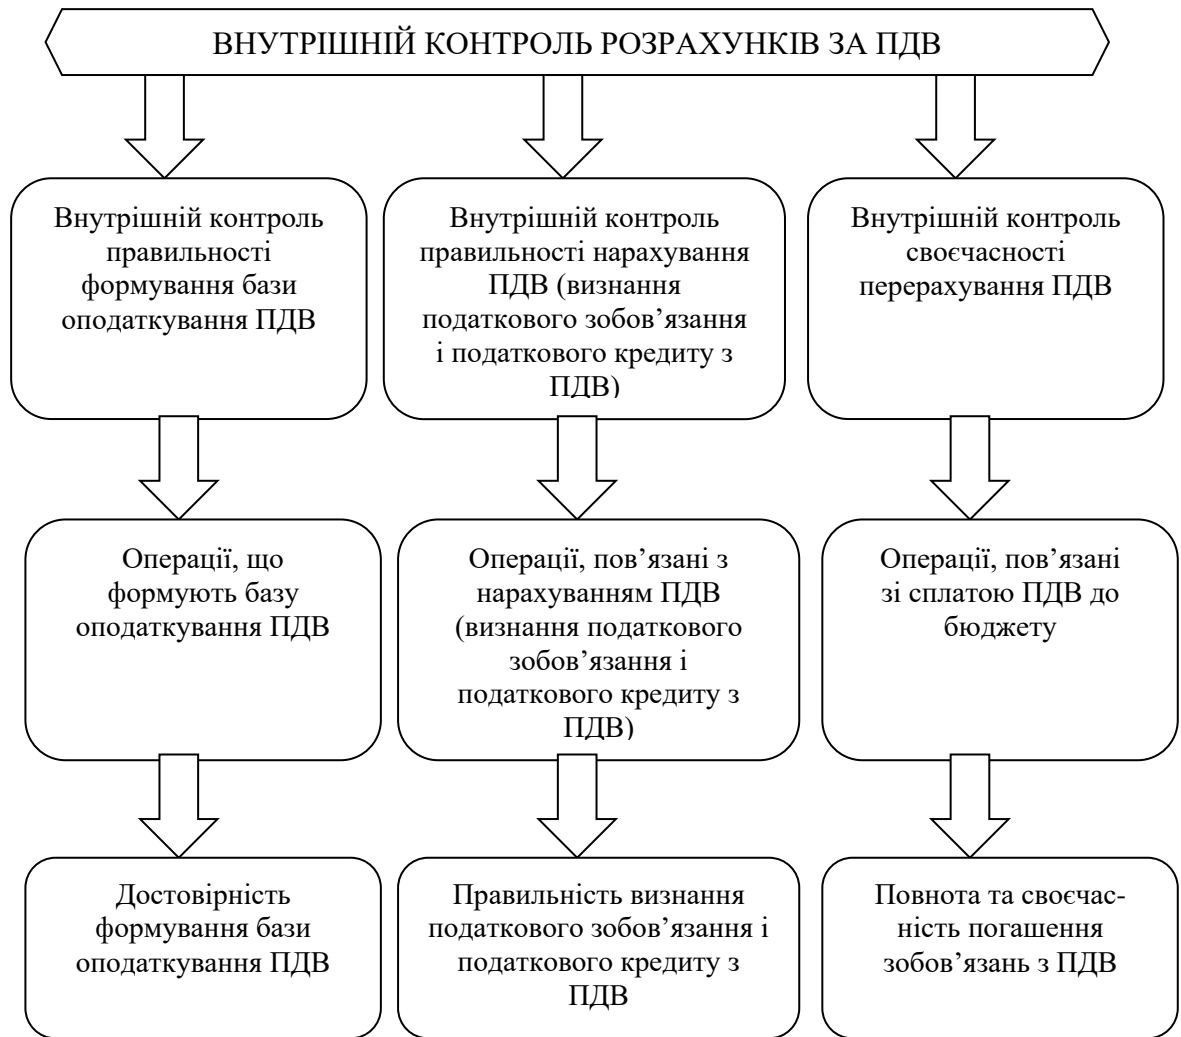 ВНУТРІШНІЙ КОНТРОЛЬ РОЗРАХУНКІВ ЗА ПДВ
Внутрішній контроль
правильності
формування бази
оподаткування ПДВ
Внутрішній контроль
правильності нарахування
ПДВ (визнання
податкового зобов’язання
і податкового кредиту з
ПДВ)
Внутрішній контроль
своєчасності
перерахування ПДВ
Операції, що
формують базу
оподаткування ПДВ
Операції, пов’язані з
нарахуванням ПДВ
(визнання податкового
зобов’язання і
податкового кредиту з
ПДВ)
Операції, пов’язані
зі сплатою ПДВ до
бюджету
Достовірність
формування бази
оподаткування ПДВ
Правильність визнання
податкового зобов’язання і
податкового кредиту з
ПДВ
Повнота та своєчас-
ність погашення
зобов’язань з ПДВ